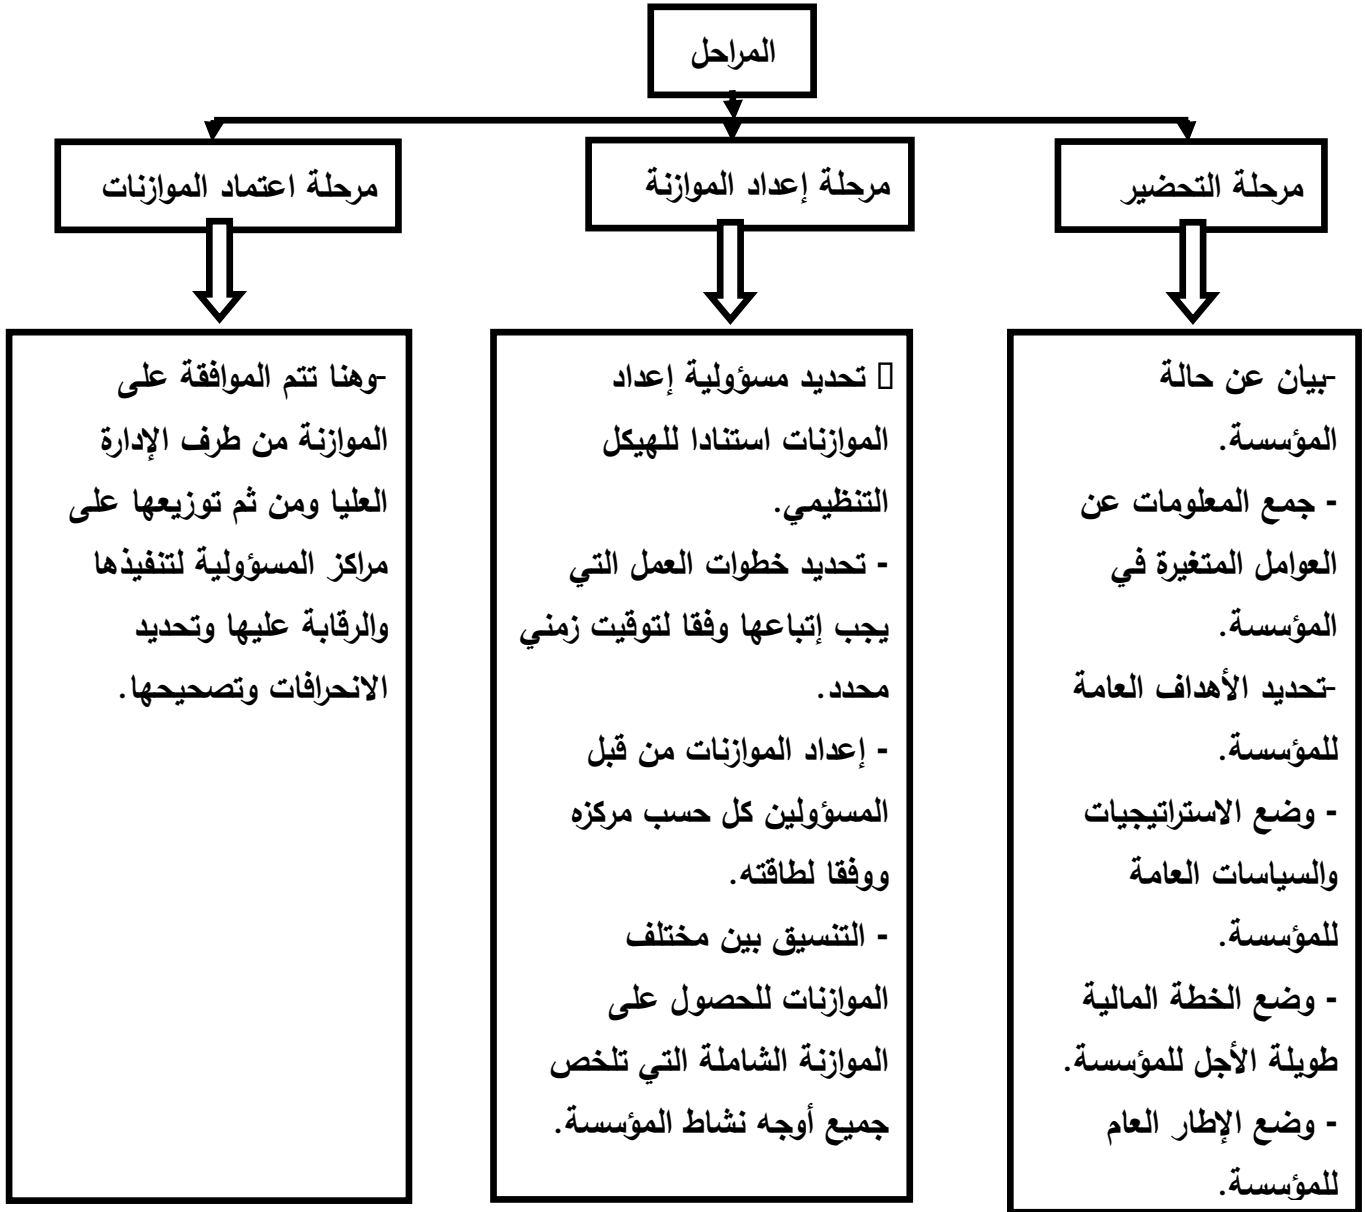 المراحل
مرحلة التحضير
مرحلة إعداد الموازنة
مرحلة اعتماد الموازنات
-بيان عن حالة
المؤسسة.
- جمع المعلومات عن
العوامل المتغيرة في
المؤسسة.
-تحديد الأهداف العامة
للمؤسسة.
- وضع الاستراتيجيات
والسياسات العامة
للمؤسسة.
- وضع الخطة المالية
طويلة الأجل للمؤسسة.
- وضع الإطار العام
للمؤسسة.
▯ تحديد مسؤولية إعداد
الموازنات استنادا للهيكل
التنظيمي.
- تحديد خطوات العمل التي
يجب إتباعها وفقا لتوقيت زمني
محدد.
- إعداد الموازنات من قبل
المسؤولين كل حسب مركزه
ووفقا لطاقته.
- التنسيق بين مختلف
الموازنات للحصول على
الموازنة الشاملة التي تلخص
جميع أوجه نشاط المؤسسة.
-وهنا تتم الموافقة على
الموازنة من طرف الإدارة
العليا ومن ثم توزيعها على
مراكز المسؤولية لتنفيذها
والرقابة عليها وتحديد
الانحرافات وتصحيحها.